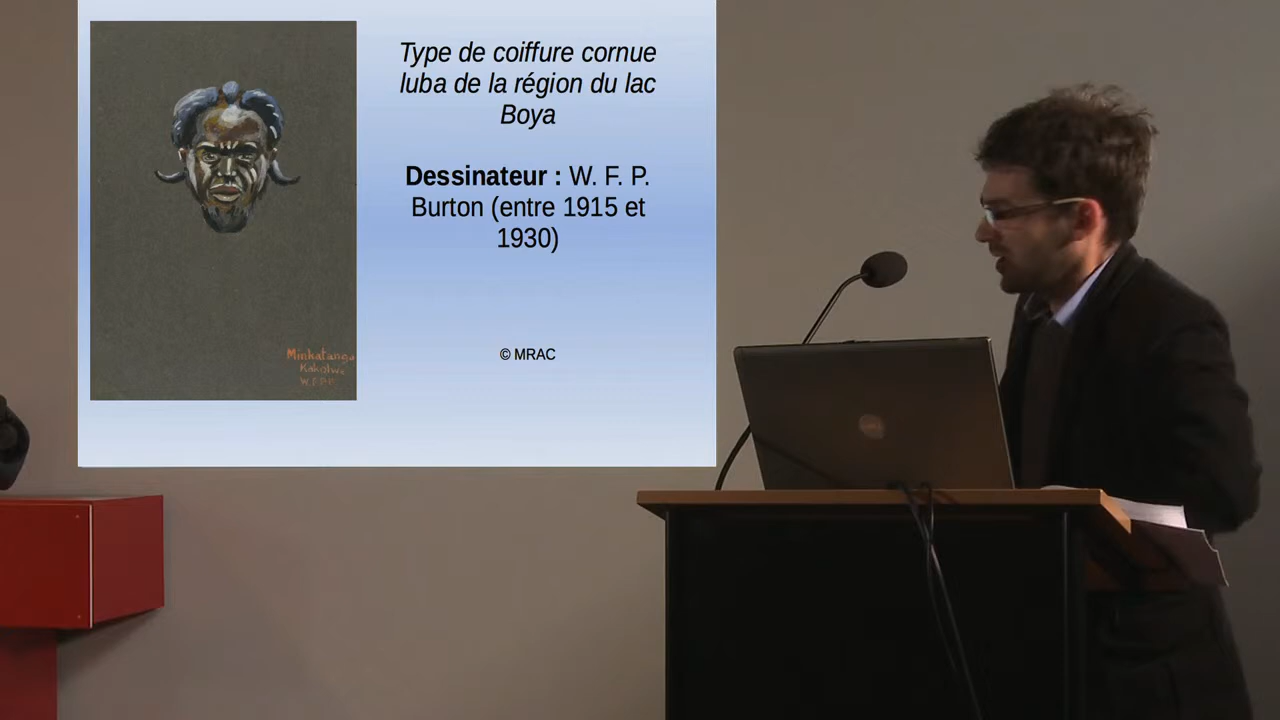 Type de coiffure cornue
luba de la région du lac
Boya
Dessinateur : W. F. P.
Burton (entre 1915 et
1930)
© MRAC
Minkatanga
W.F.P.B